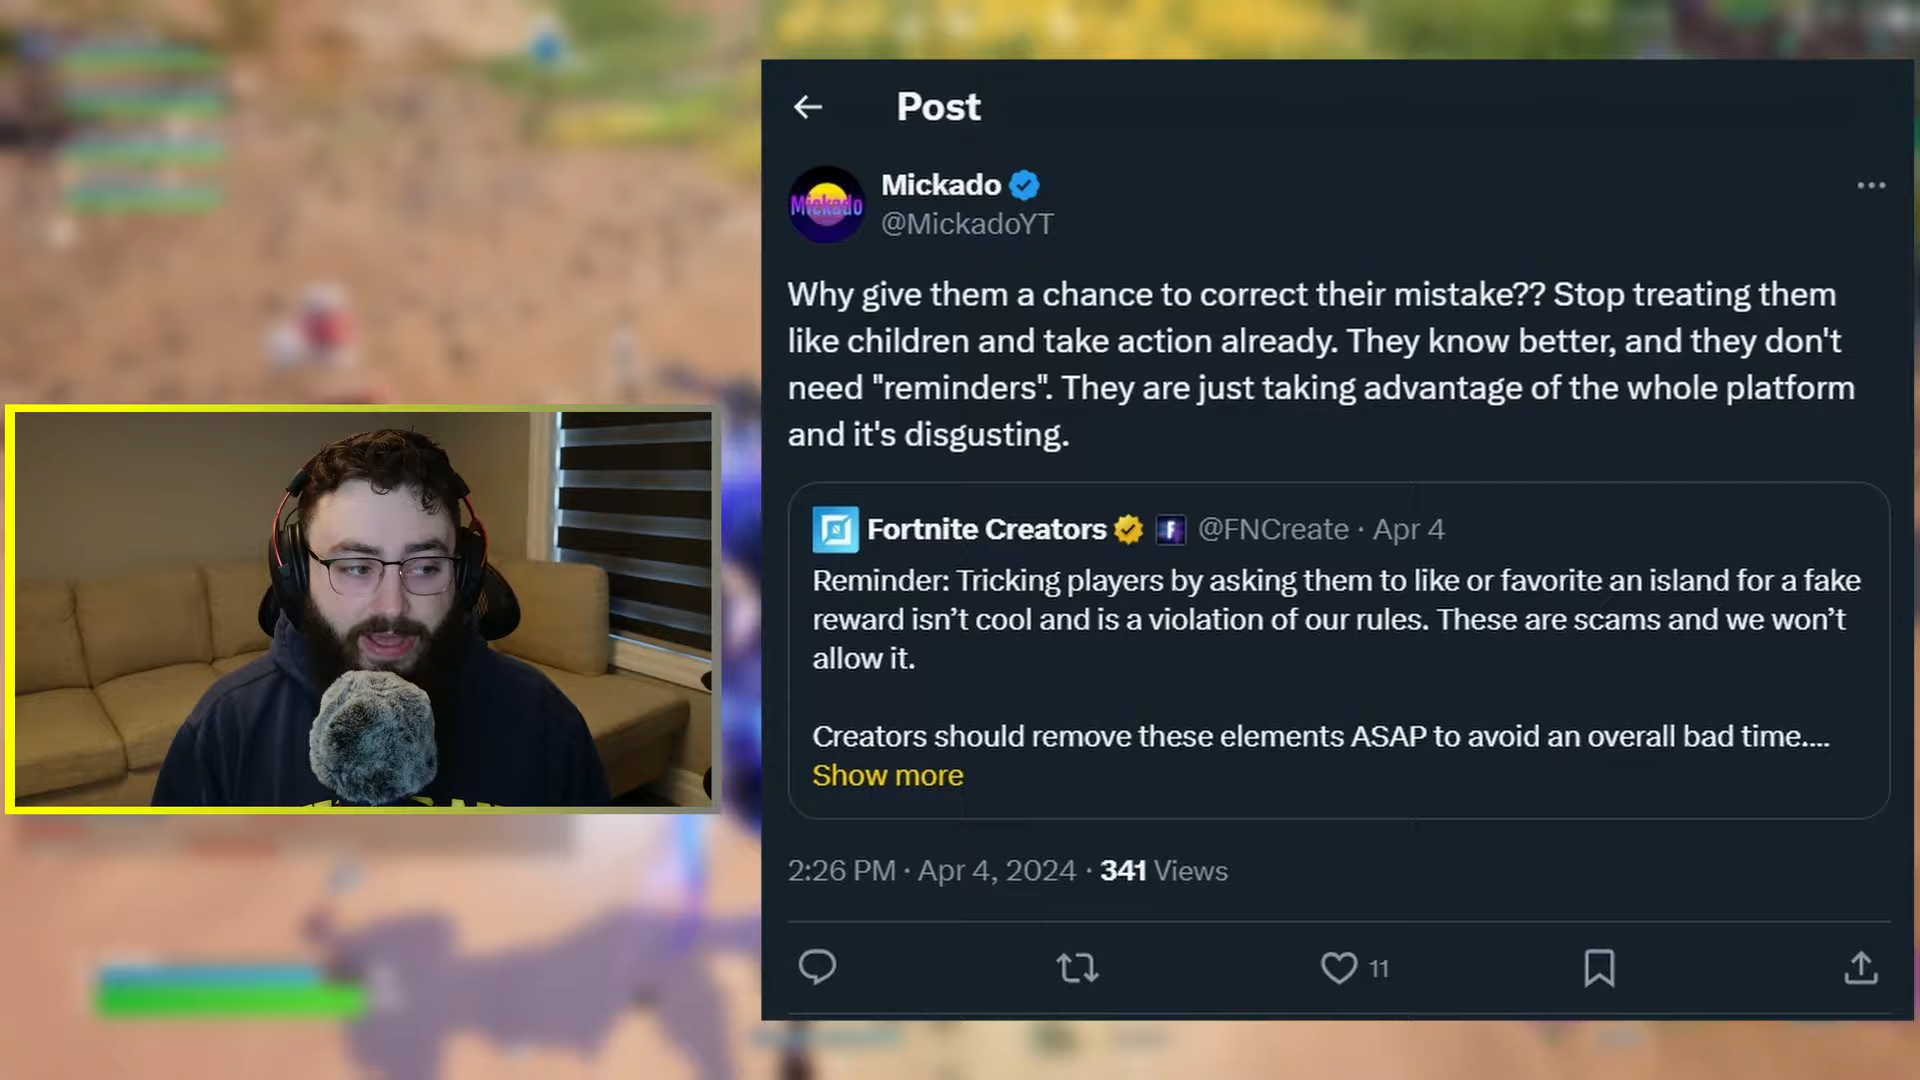 Post
Mickado
Mickado
@MickadoYT
Why give them a chance to correct their mistake?? Stop treating them
like children and take action already. They know better, and they don't
need "reminders". They are just taking advantage of the whole platform
and it's disgusting.
Fortnite Creators F @FNCreate · Apr 4
Reminder: Tricking players by asking them to like or favorite an island for a fake
reward isn’t cool and is a violation of our rules. These are scams and we won’t
allow it.
Creators should remove these elements ASAP to avoid an overall bad time....
Show more
2:26 PM · Apr 4, 2024 · 341 Views
11